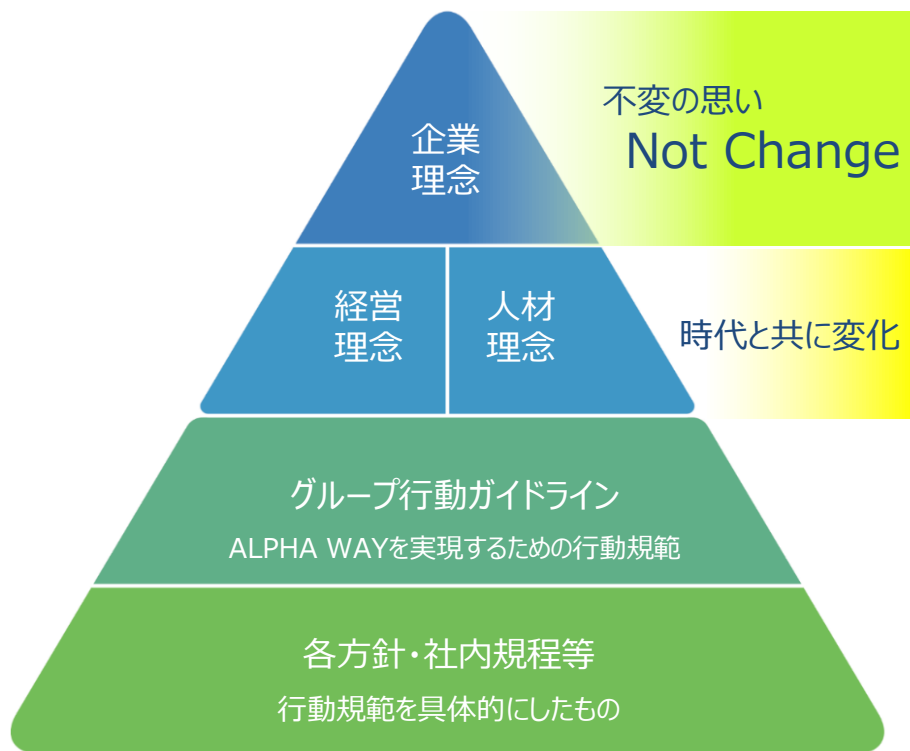 企業
理念
不変の思い
Not Change
経営
理念
人材
理念
時代と共に変化
グループ行動ガイドライン
ALPHA WAYを実現するための行動規範
各方針・社内規程等
行動規範を具体的にしたもの